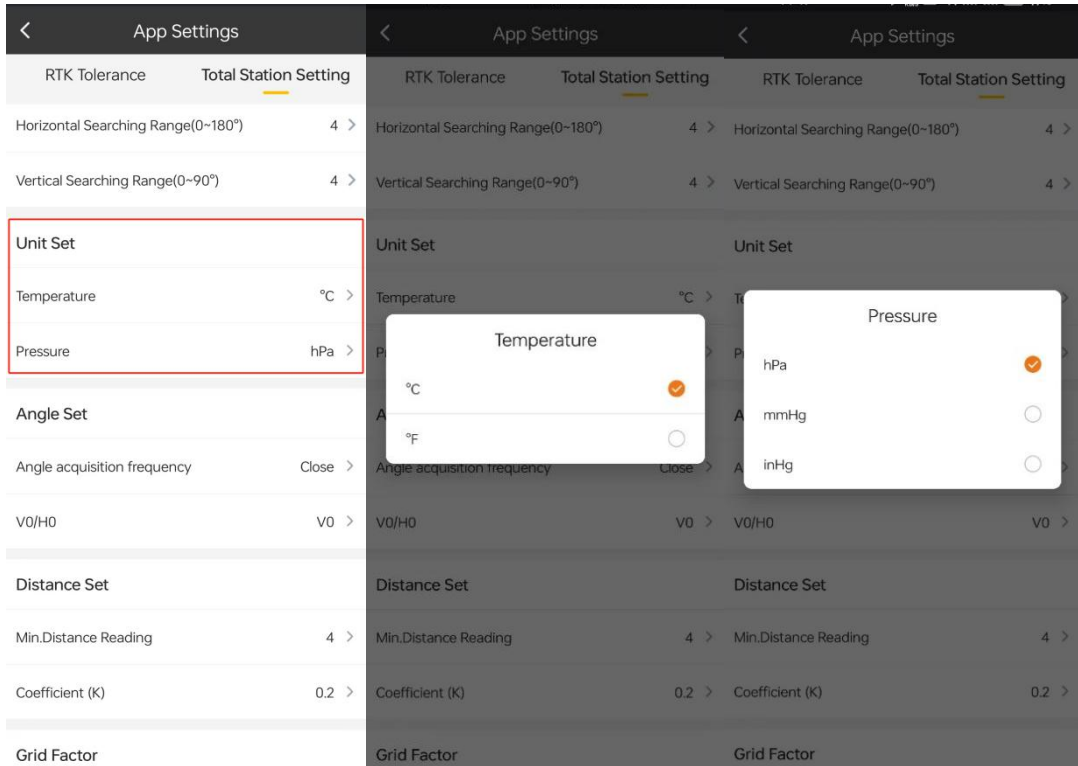 App Settings
RTK Tolerance Total Station Setting
Horizontal Searching Range(0~180°) 4
Vertical Searching Range(0~90°) 4
Unit Set
Temperature °C
Pressure hPa
Angle Set
Angle acquisition frequency Close
V0/H0 V0
Distance Set
Min.Distance Reading 4
Coefficient (K) 0.2
Grid Factor
App Settings
RTK Tolerance Total Station Setting
Horizontal Searching Range(0~180°) 4
Vertical Searching Range(0~90°) 4
Unit Set
Temperature °C
Temperature
°C
°F
Angle acquisition frequency Close
V0/H0 V0
Distance Set
Min.Distance Reading 4
Coefficient (K) 0.2
Grid Factor
App Settings
RTK Tolerance Total Station Setting
Horizontal Searching Range(0~180°) 4
Vertical Searching Range(0~90°) 4
Unit Set
Pressure
hPa
mmHg
inHg
V0/H0 V0
Distance Set
Min.Distance Reading 4
Coefficient (K) 0.2
Grid Factor